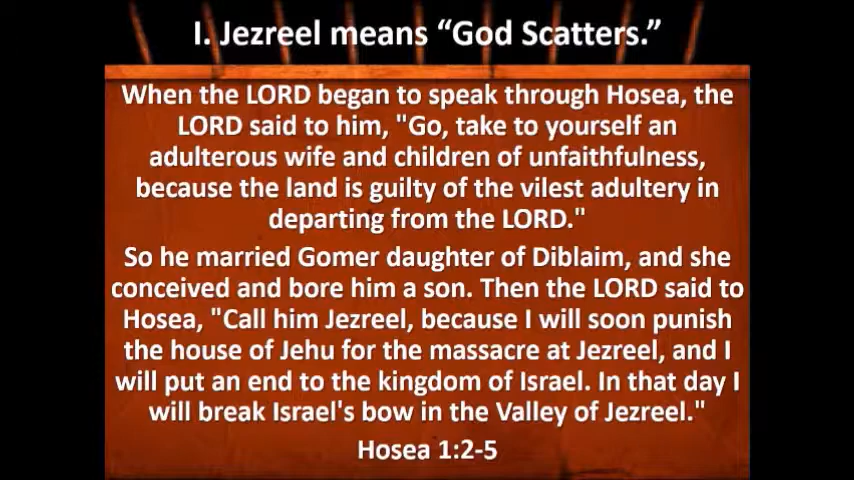 I. Jezreel means “God Scatters.”
When the LORD began to speak through Hosea, the
LORD said to him, "Go, take to yourself an
adulterous wife and children of unfaithfulness,
because the land is guilty of the vilest adultery in
departing from the LORD."
So he married Gomer daughter of Diblaim, and she
conceived and bore him a son. Then the LORD said to
Hosea, "Call him Jezreel, because I will soon punish
the house of Jehu for the massacre at Jezreel, and I
will put an end to the kingdom of Israel. In that day I
will break Israel's bow in the Valley of Jezreel."
Hosea 1:2-5